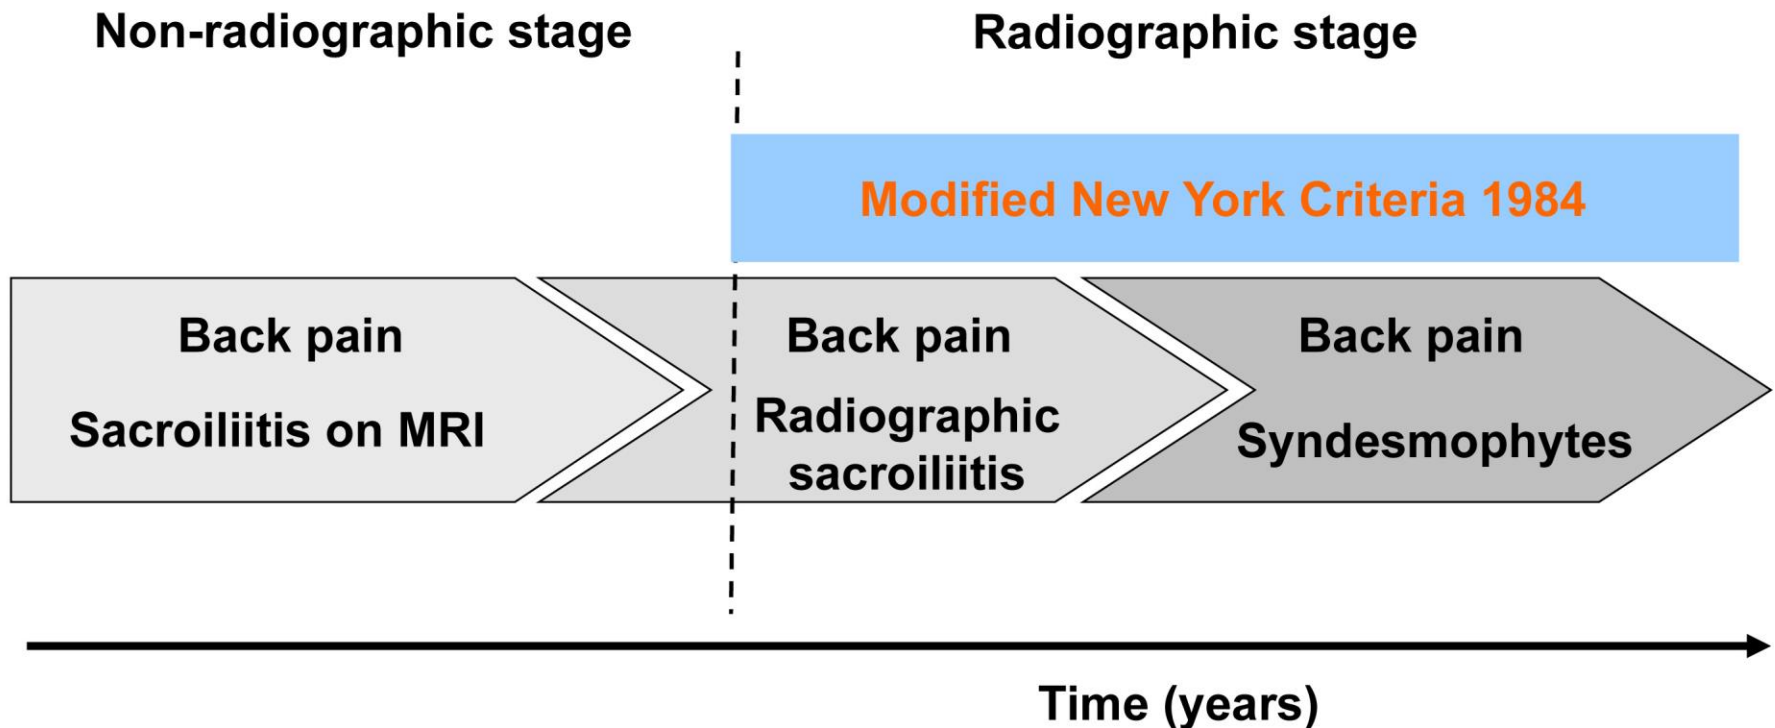 Non-radiographic stage
Radiographic stage
Modified New York Criteria 1984
Back pain
Sacroiliitis on MRI
Back pain
Radiographic
sacroiliitis
Back pain
Syndesmophytes
Time (years)